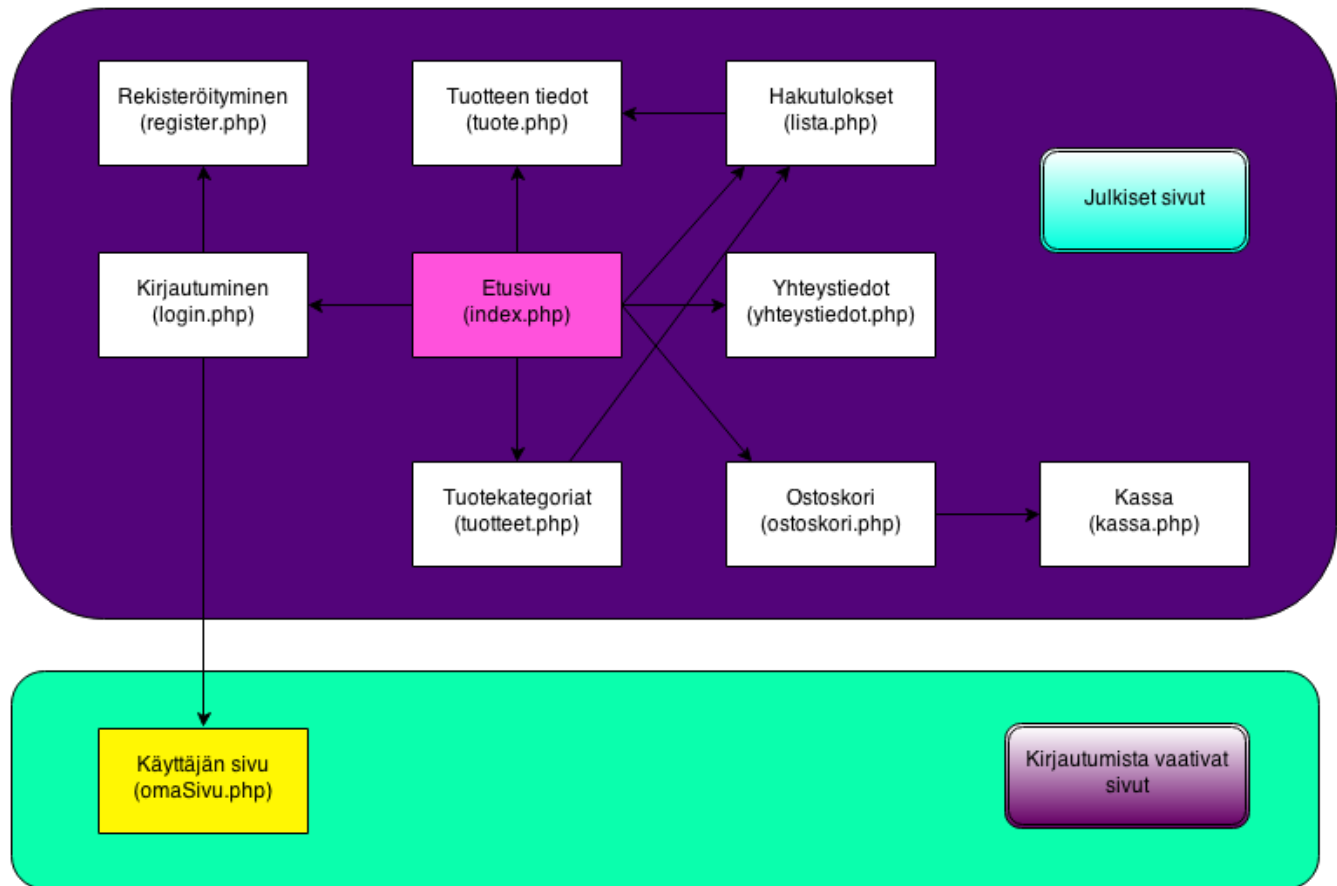 Rekisteröityminen
(register.php)
Tuotteen tiedot
(tuote.php)
Hakutulokset
(lista.php)
Julkiset sivut
Kirjautuminen
(login.php)
Etusivu
(index.php)
Yhteystiedot
(yhteystiedot.php)
Tuotekategoriat
(tuotteet.php)
Ostoskori
(ostoskori.php)
Kassa
(kassa.php)
Käyttäjän sivu
(omaSivu.php)
Kirjautumista vaativat
sivut